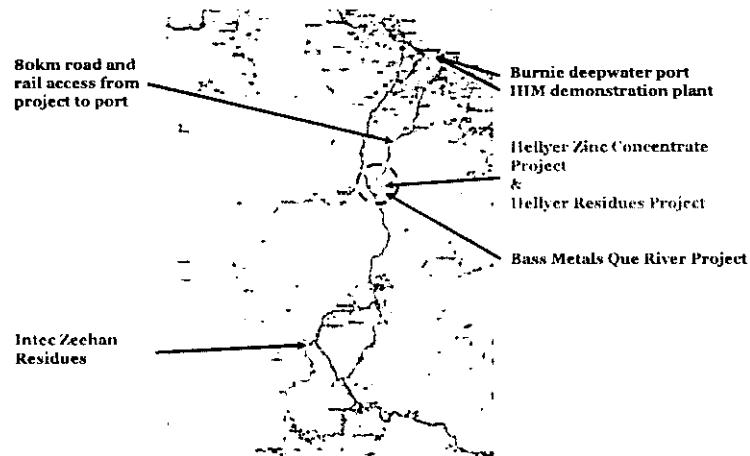 80km road and
rail access from
project to port
Burnie deepwater port
HIM demonstration plant
Hellyer Zinc Concentrate
Project
&
Hellyer Residues Project
Bass Metals Que River Project
Intec Zeehan
Residues